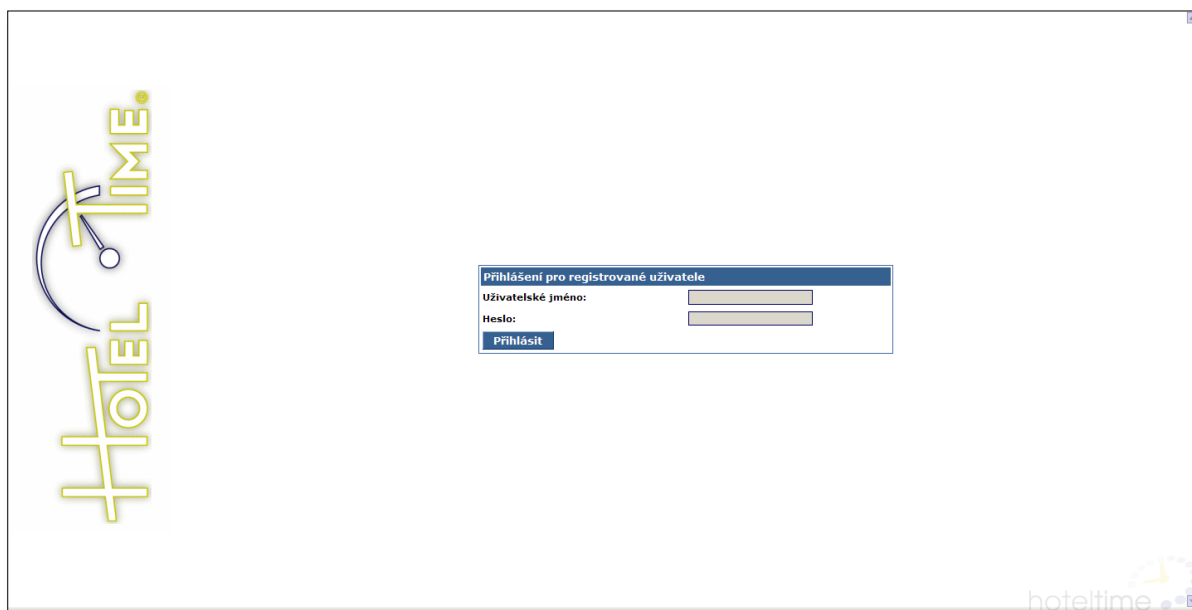 HOTEL TIME.®
Přihlášení pro registrované uživatele
Uživatelské jméno:
Heslo:
Přihlásit
hoteltime